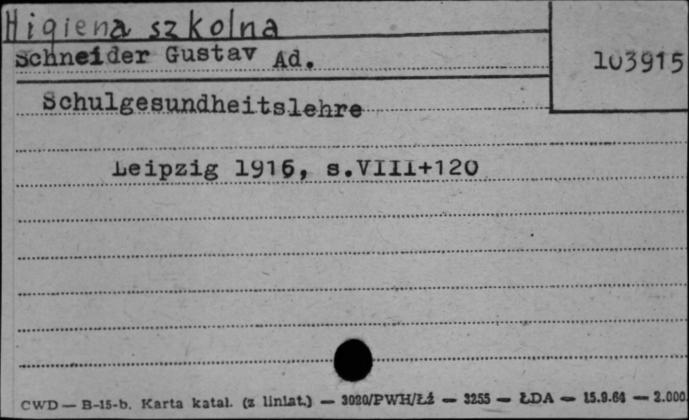 Higiena szkolna
Schneider Gustav Ad.
103915
Schulgesundheitslehre
Leipzig 1916, s.VIII+120
CWD — B-15-b. Karta katal. (z liniat.) — 3020/PWH/Łź — 3255 — ŁDA — 15.9.64 — 2.000